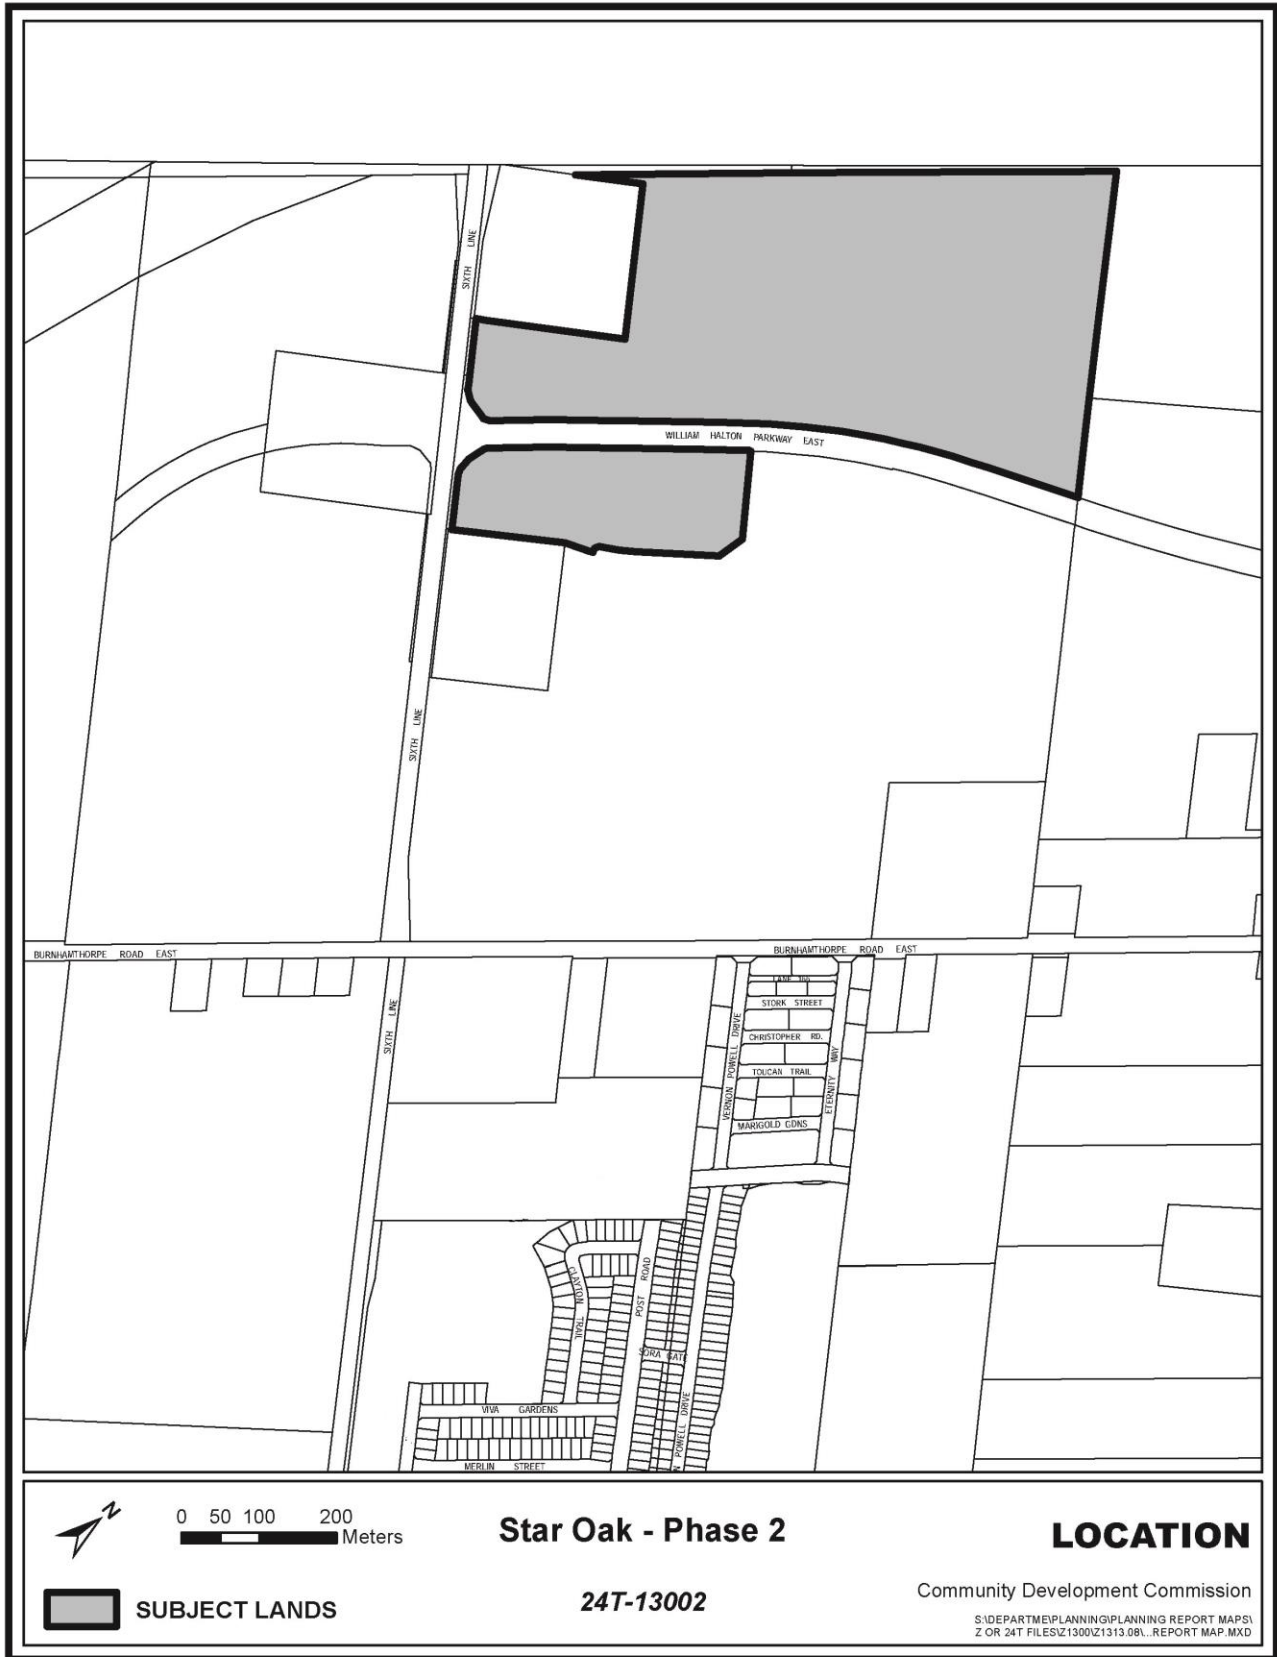 SIXTH LINE
WILLIAM HALTON PARKWAY EAST
SIXTH LINE
BURNHAMTHORPE ROAD EAST
BURNHAMTHORPE ROAD EAST
STORK STREET
SIXTH LINE
VERNON POWELL DRIVE
CHRISTOPHER RD.
ETERNITY WAY
TOUCAN TRAIL
MARIGOLD GDNS
CLAYTON TRAIL
POST ROAD
SORA GATE
VIVA GARDENS
N POWELL DRIVE
MERLIN STREET
N
0 50 100 200
Meters
Star Oak - Phase 2
LOCATION
SUBJECT LANDS
24T-13002
Community Development Commission
S:\DEPARTME\PLANNING\PLANNING REPORT MAPS\
Z OR 24T FILES\Z1300\Z1313.08\...REPORT MAP.MXD